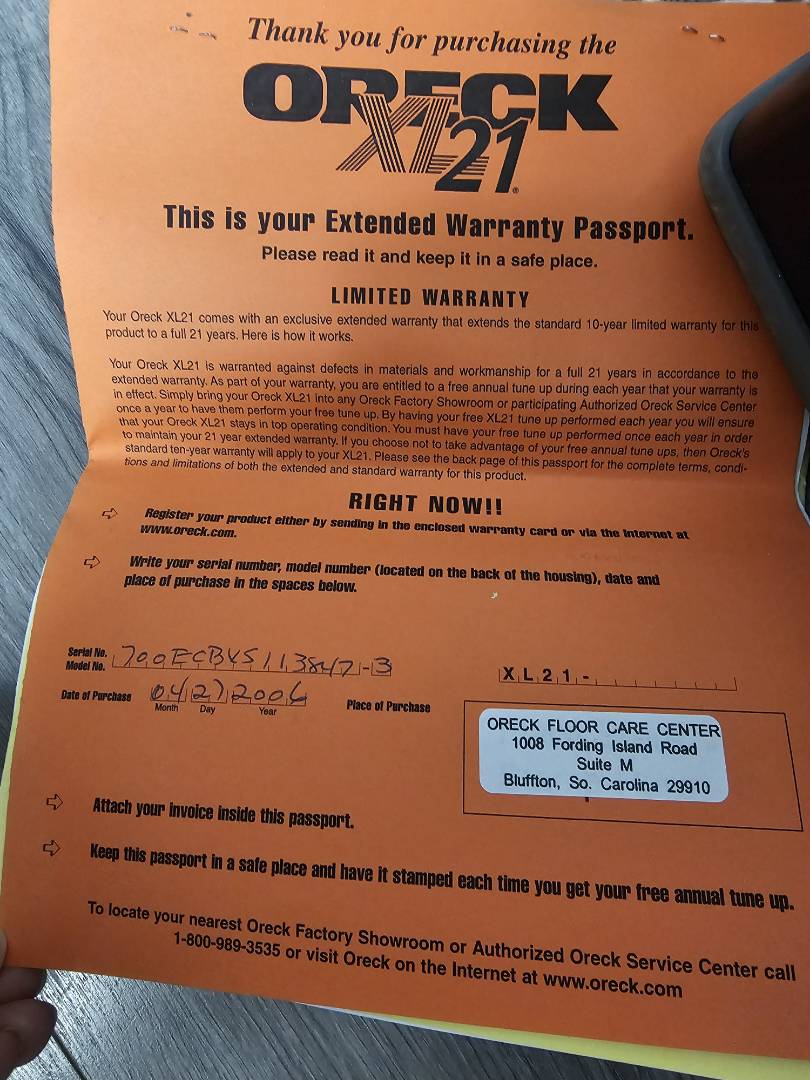 Thank you for purchasing the
ORECK
XL21®
This is your Extended Warranty Passport.
Please read it and keep it in a safe place.
LIMITED WARRANTY
Your Oreck XL21 comes with an exclusive extended warranty that extends the standard 10-year limited warranty for this
product to a full 21 years. Here is how it works.
Your Oreck XL21 is warranted against defects in materials and workmanship for a full 21 years in accordance to the
extended warranty. As part of your warranty, you are entitled to a free annual tune up during each year that your warranty is
in effect. Simply bring your Oreck XL21 into any Oreck Factory Showroom or participating Authorized Oreck Service Center
once a year to have them perform your free tune up. By having your free XL21 tune up performed each year you will ensure
that your Oreck XL21 stays in top operating condition. You must have your free tune up performed once each year in order
to maintain your 21 year extended warranty. If you choose not to take advantage of your free annual tune ups, then Oreck's
standard ten-year warranty will apply to your XL21. Please see the back page of this passport for the complete terms, condi-
tions and limitations of both the extended and standard warranty for this product.
RIGHT NOW!!
Register your product either by sending in the enclosed warranty card or via the Internet at
www.oreck.com.
Write your serial number, model number (located on the back of the housing), date and
place of purchase in the spaces below.
Serial No.
Model No.
XL21-
Date of Purchase 04 27 2006 Place of Purchase
Month Day Year
ORECK FLOOR CARE CENTER
1008 Fording Island Road
Suite M
Bluffton, So. Carolina 29910
Attach your invoice inside this passport.
Keep this passport in a safe place and have it stamped each time you get your free annual tune up.
To locate your nearest Oreck Factory Showroom or Authorized Oreck Service Center call
1-800-989-3535 or visit Oreck on the Internet at www.oreck.com